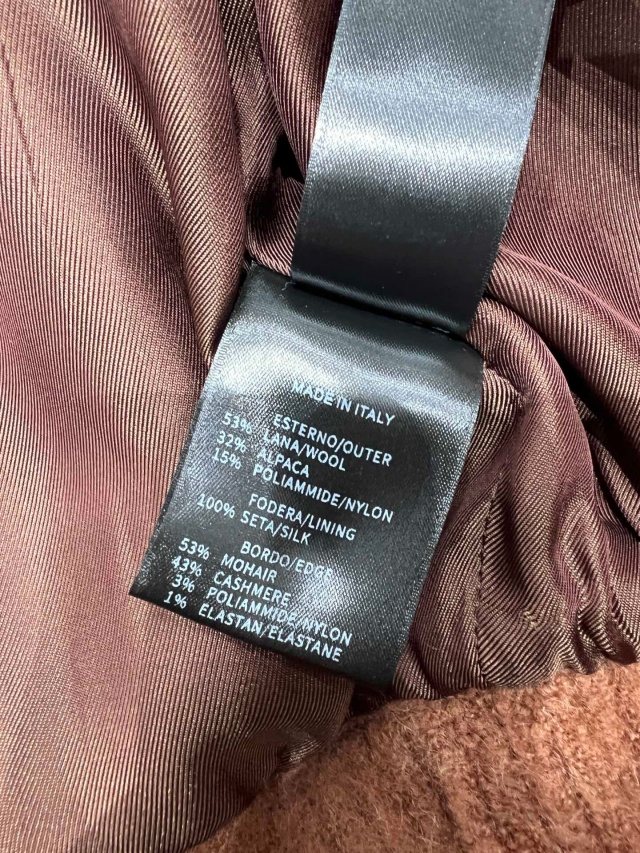 MADE IN ITALY
ESTERNO/OUTER
53% LANA/WOOL
32% ALPACA
15% POLIAMMIDE/NYLON
FODERA/LINING
100% SETA/SILK
BORDO/EDGE
53% MOHAIR
43% CASHMERE
3% POLIAMMIDE/NYLON
1% ELASTAN/ELASTANE